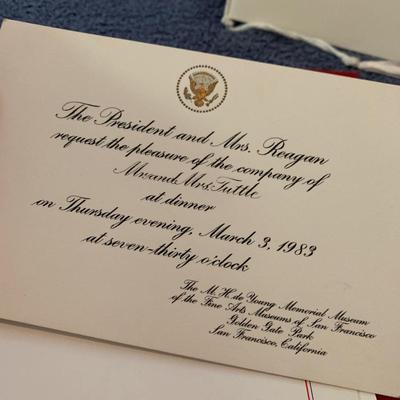 The President and Mrs. Reagan
request the pleasure of the company of
Mr. and Mrs. Tuttle
at dinner
on Thursday evening, March 3, 1983
at seven-thirty o'clock
The M. H. de Young Memorial Museum
of the Fine Arts Museums of San Francisco
Golden Gate Park
San Francisco, California